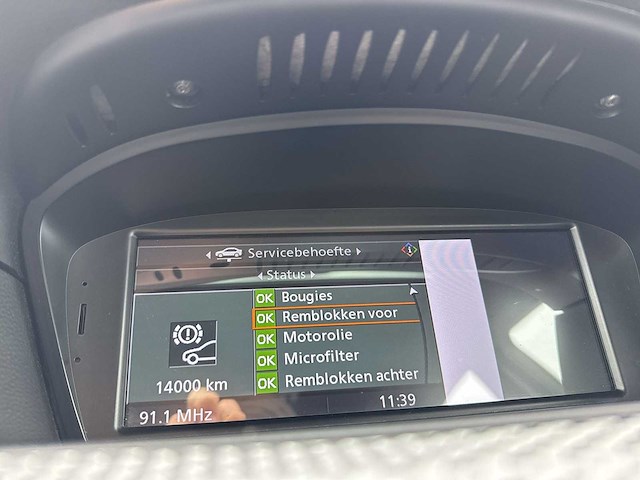 Servicebehoefte
Status
OK Bougies
OK Remblokken voor
OK Motorolie
OK Microfilter
OK Remblokken achter
14000 km
91.1 MHz
11:39